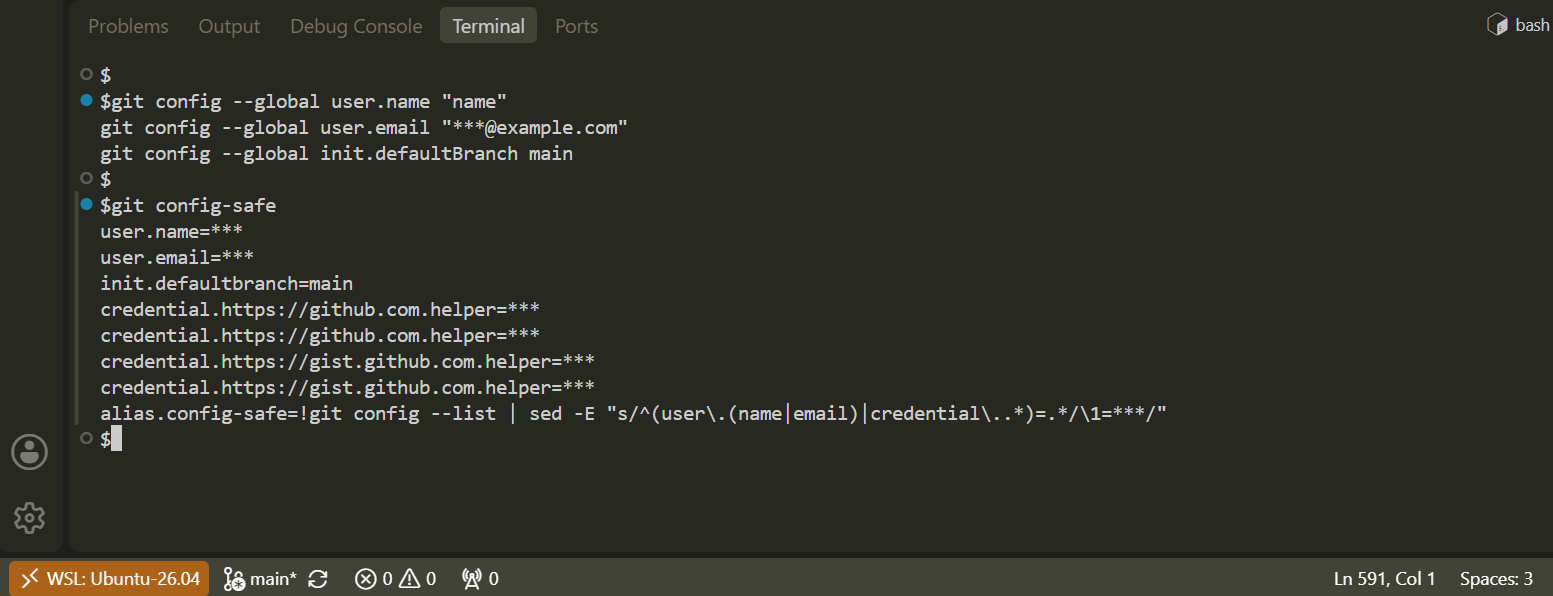 Problems Output Debug Console Terminal Ports bash
$
$git config --global user.name "name"
git config --global user.email "***@example.com"
git config --global init.defaultBranch main
$
$git config-safe
user.name=***
user.email=***
init.defaultbranch=main
credential.https://github.com.helper=***
credential.https://github.com.helper=***
credential.https://gist.github.com.helper=***
credential.https://gist.github.com.helper=***
alias.config-safe=!git config --list | sed -E "s/^(user\.(name|email)|credential\..*)=.*/\1=***/"
$
WSL: Ubuntu-26.04 main* 0 0 0 Ln 591, Col 1 Spaces: 3